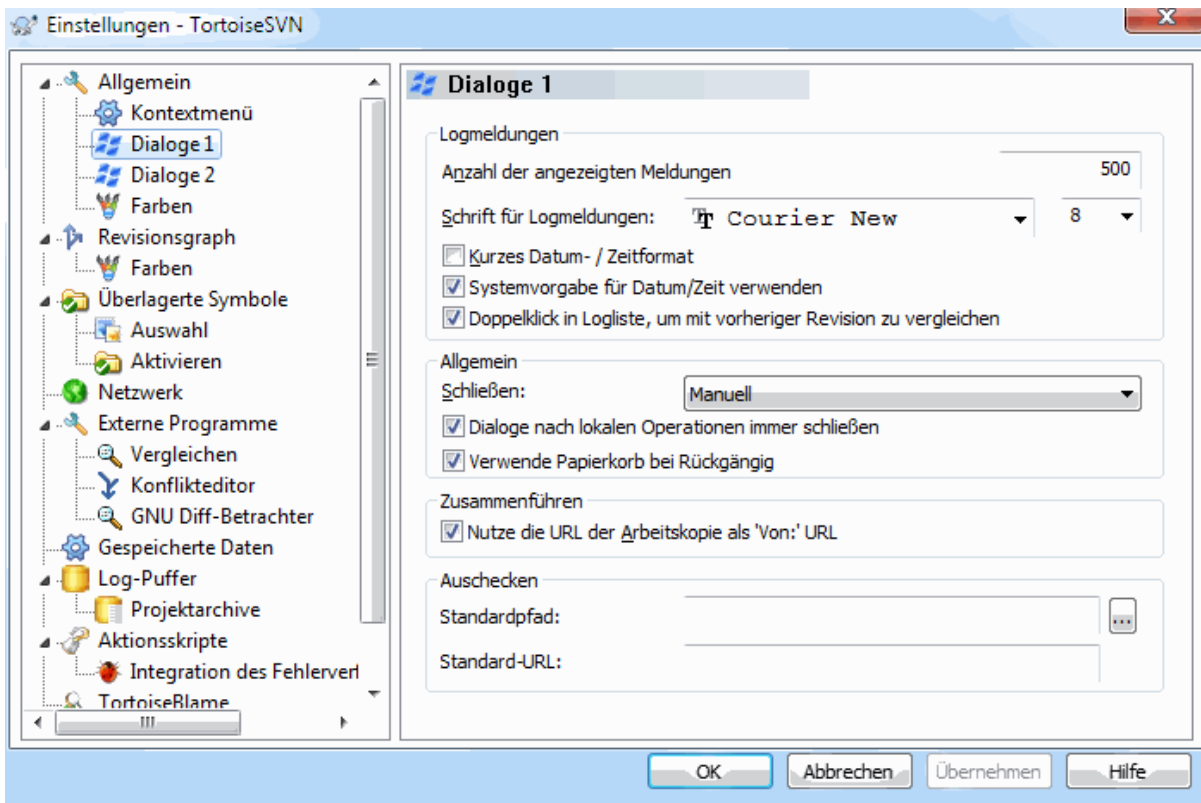 Einstellungen - TortoiseSVN
Allgemein
Kontextmenü
Dialoge 1
Dialoge 2
Farben
Revisionsgraph
Farben
Überlagerte Symbole
Auswahl
Aktivieren
Netzwerk
Externe Programme
Vergleichen
Konflikteditor
GNU Diff-Betrachter
Gespeicherte Daten
Log-Puffer
Projektarchive
Aktionsskripte
Integration des Fehlervert
TortoiseBlame
Dialoge 1
Logmeldungen
Anzahl der angezeigten Meldungen 500
Schrift für Logmeldungen: Courier New 8
Kurzes Datum- / Zeitformat
Systemvorgabe für Datum/Zeit verwenden
Doppelklick in Logliste, um mit vorheriger Revision zu vergleichen
Allgemein
Schließen: Manuell
Dialoge nach lokalen Operationen immer schließen
Verwende Papierkorb bei Rückgängig
Zusammenführen
Nutze die URL der Arbeitskopie als 'Von:' URL
Auschecken
Standardpfad: ...
Standard-URL:
OK Abbrechen Übernehmen Hilfe